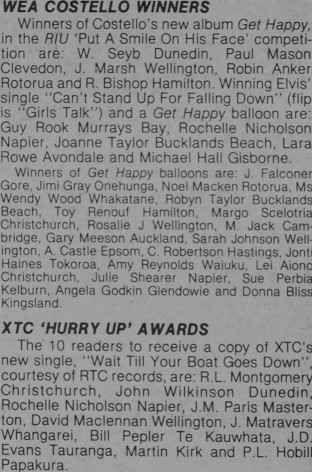 WEA COSTELLO WINNERS
Winners of Costello's new album Get Happy,
in the RIU 'Put A Smile On His Face' competi-
tion are: W. Seyb Dunedin, Paul Mason
Clevedon, J. Marsh Wellington, Robin Anker
Rotorua and R. Bishop Hamilton. Winning Elvis'
single "Can't Stand Up For Falling Down" (flip
is "Girls Talk") and a Get Happy balloon are:
Guy Rook Murrays Bay, Rochelle Nicholson
Napier, Joanne Taylor Bucklands Beach, Lara
Rowe Avondale and Michael Hall Gisborne.
Winners of Get Happy balloons are: J. Falconer
Gore, Jimi Gray Onehunga, Noel Macken Rotorua, Ms
Wendy Wood Whakatane, Robyn Taylor Bucklands
Beach, Toy Renouf Hamilton, Margo Scelotria
Christchurch, Rosalie J Wellington, M. Jack Cam-
bridge, Gary Meeson Auckland, Sarah Johnson Well-
ington, A. Castle Epsom, C. Robertson Hastings, Jonti
Haines Tokoroa, Amy Reynolds Waiuku, Lei Aiono
Christchurch, Julie Shearer Napier, Sue Perbia
Kelburn, Angela Godkin Glendowie and Donna Bliss
Kingsland.
XTC 'HURRY UP' AWARDS
The 10 readers to receive a copy of XTC's
new single, "Wait Till Your Boat Goes Down",
courtesy of RTC records, are: R.L. Montgomery
Christchurch, John Wilkinson Dunedin,
Rochelle Nicholson Napier, J.M. Paris Master-
ton, David Maclennan Wellington, J. Matravers
Whangarei, Bill Pepler Te Kauwhata, J.D.
Evans Tauranga, Martin Kirk and P.L. Hobill
Papakura.